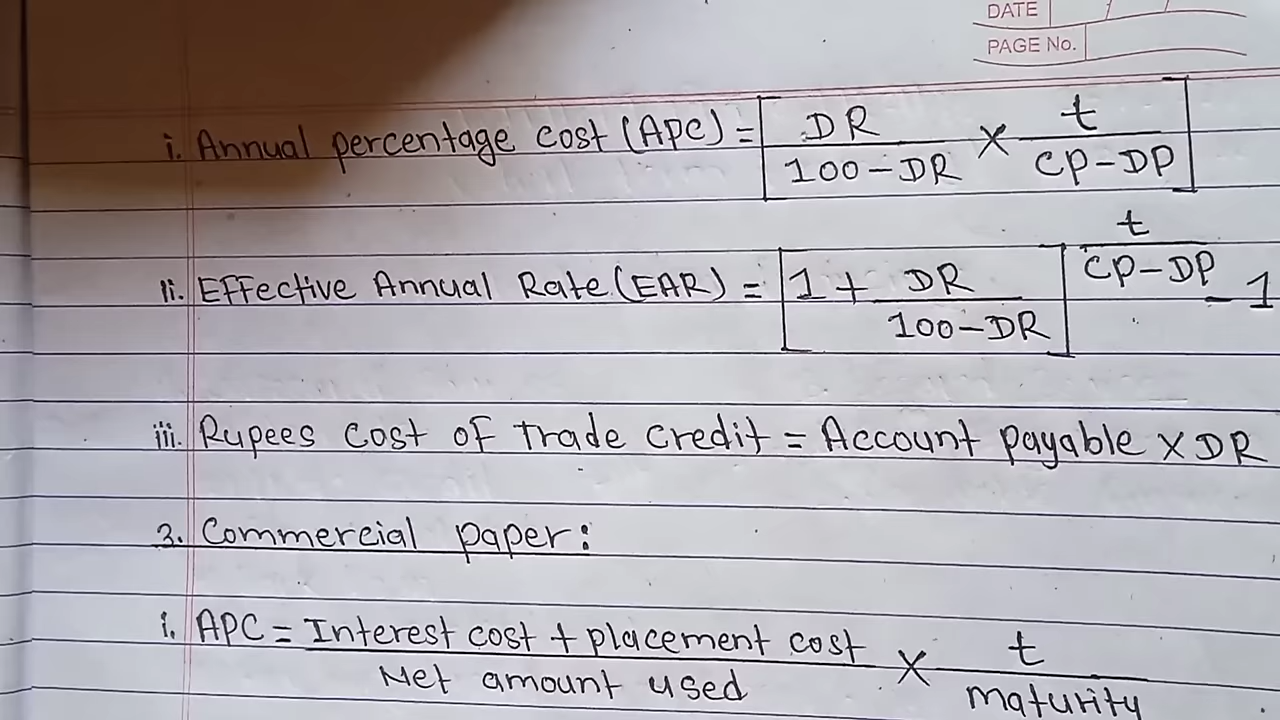 DATE / /
PAGE No.
i. Annual percentage cost (APC) = [DR / 100 - DR × t / CP - DP]
ii. Effective Annual Rate (EAR) = [1 + DR / 100 - DR]^(t / CP - DP) - 1
iii. Rupees cost of trade credit = Account payable × DR
3. Commercial paper:
i. APC = Interest cost + placement cost / Net amount used × t / maturity